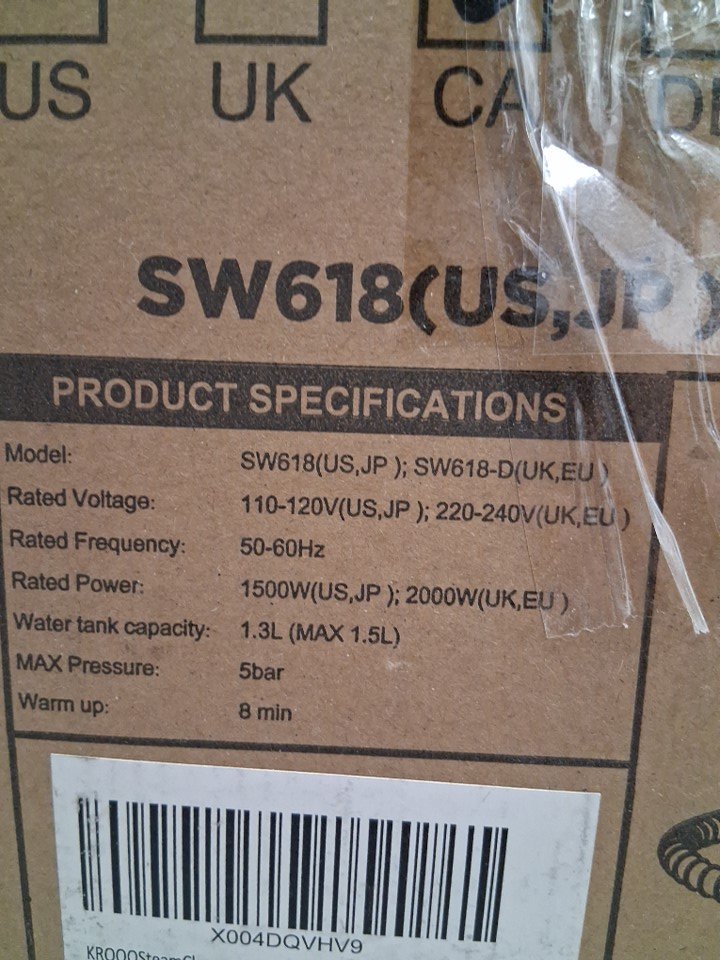 US UK CA
SW618(US,JP )
PRODUCT SPECIFICATIONS
Model: SW618(US,JP ); SW618-D(UK,EU )
Rated Voltage: 110-120V(US,JP ); 220-240V(UK,EU )
Rated Frequency: 50-60Hz
Rated Power: 1500W(US,JP ); 2000W(UK,EU )
Water tank capacity: 1.3L (MAX 1.5L)
MAX Pressure: 5bar
Warm up: 8 min
X004DQVHV9